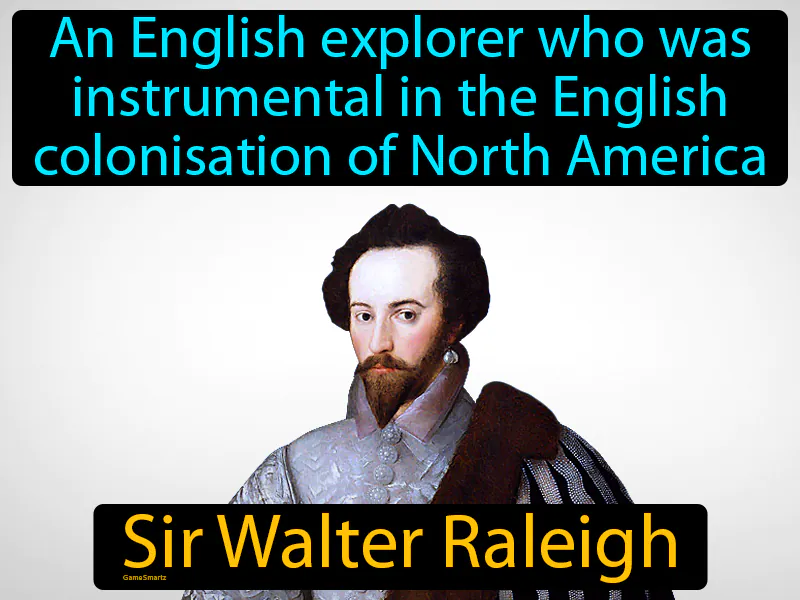 An English explorer who was
instrumental in the English
colonisation of North America
Sir Walter Raleigh
GameSmartz